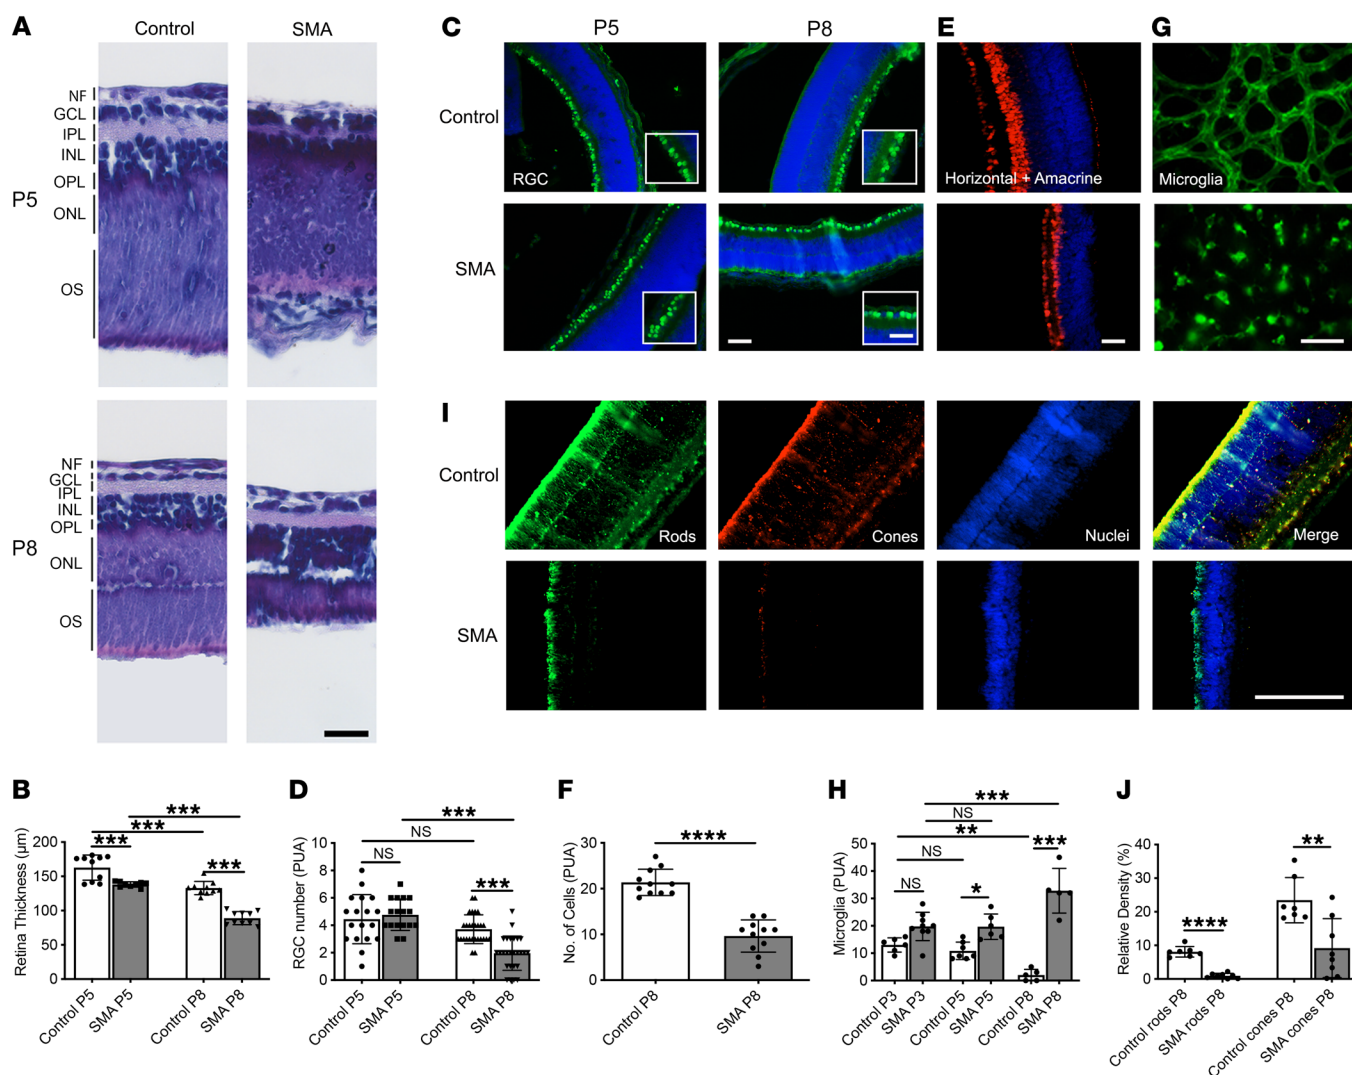 A
Control
SMA
P5
NF
GCL
IPL
INL
OPL
ONL
OS
P8
NF
GCL
IPL
INL
OPL
ONL
OS
C
P5
P8
Control
RGC
SMA
E
Horizontal + Amacrine
G
Microglia
I
Control
Rods
Cones
Nuclei
Merge
SMA
B
Retina Thickness (μm)
200
150
100
50
0
***
***
***
***
Control P5
SMA P5
Control P8
SMA P8
D
RGC number (PUA)
10
8
6
4
2
0
***
NS
NS
***
Control P5
SMA P5
Control P8
SMA P8
F
No. of Cells (PUA)
30
20
10
0
****
Control P8
SMA P8
H
Microglia (PUA)
50
40
30
20
10
0
***
NS
**
***
NS
NS
*
Control P3
SMA P3
Control P5
SMA P5
Control P8
SMA P8
J
Relative Density (%)
40
30
20
10
0
**
****
Control rods P8
SMA rods P8
Control cones P8
SMA cones P8